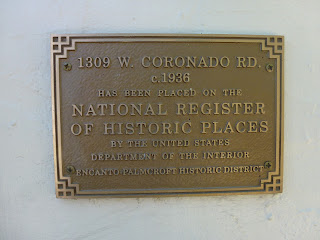 1309 W. CORONADO RD.
c.1936
HAS BEEN PLACED ON THE
NATIONAL REGISTER
OF HISTORIC PLACES
BY THE UNITED STATES
DEPARTMENT OF THE INTERIOR
ENCANTO-PALMCROFT HISTORIC DISTRICT